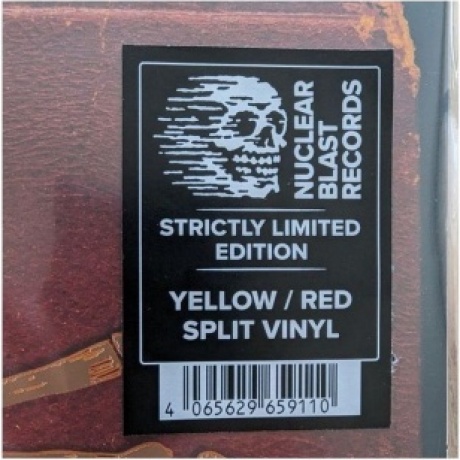 NUCLEAR
BLAST
RECORDS
STRICTLY LIMITED
EDITION
YELLOW / RED
SPLIT VINYL
4 065629 659110